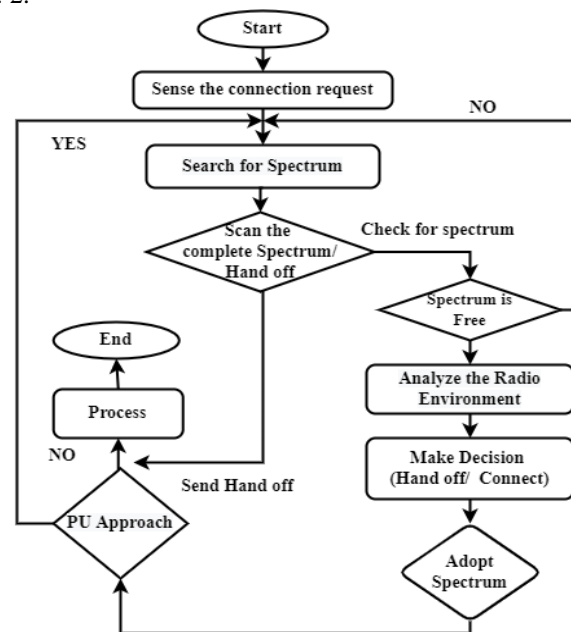 Start
Sense the connection request
NO
YES
Search for Spectrum
Scan the
complete Spectrum/
Hand off
Check for spectrum
Spectrum is
Free
End
Analyze the Radio
Environment
Process
NO
Make Decision
(Hand off/ Connect)
Send Hand off
PU Approach
Adopt
Spectrum